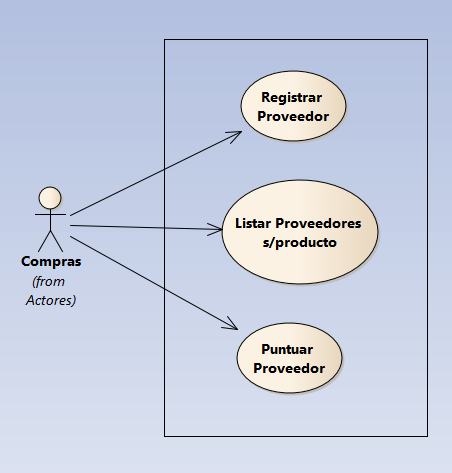 Registrar
Proveedor
Listar Proveedores
s/producto
Compras
(from
Actores)
Puntuar
Proveedor